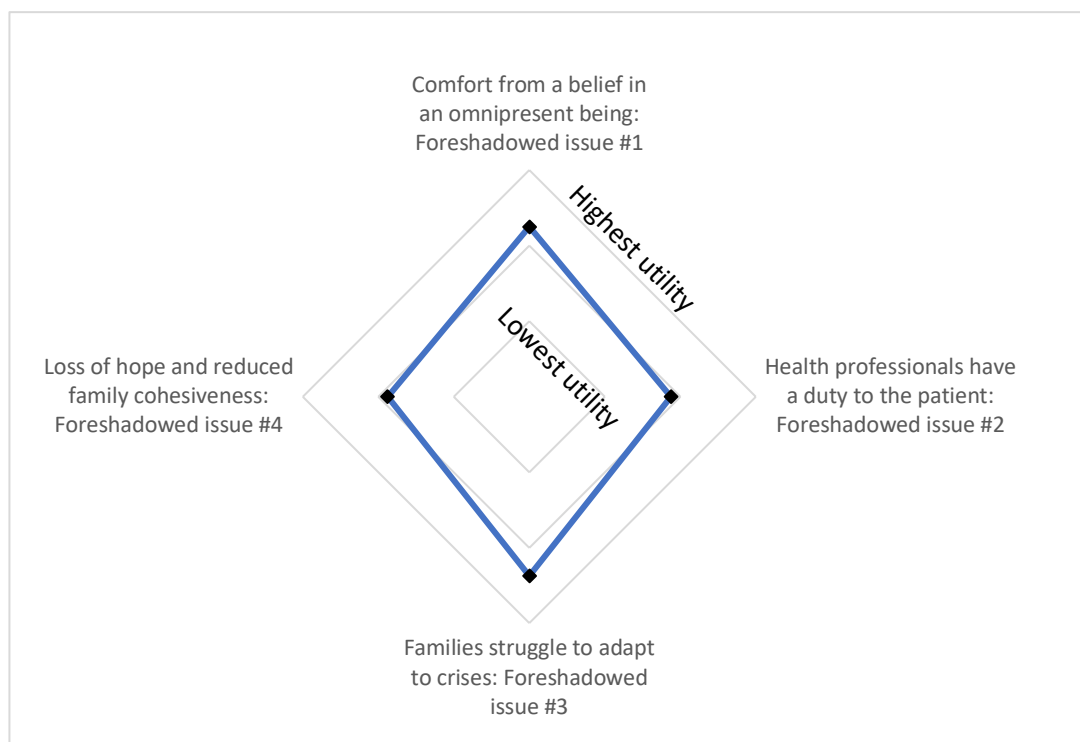 Comfort from a belief in
an omnipresent being:
Foreshadowed issue #1
Highest utility
Lowest utility
Loss of hope and reduced
family cohesiveness:
Foreshadowed issue #4
Health professionals have
a duty to the patient:
Foreshadowed issue #2
Families struggle to adapt
to crises: Foreshadowed
issue #3